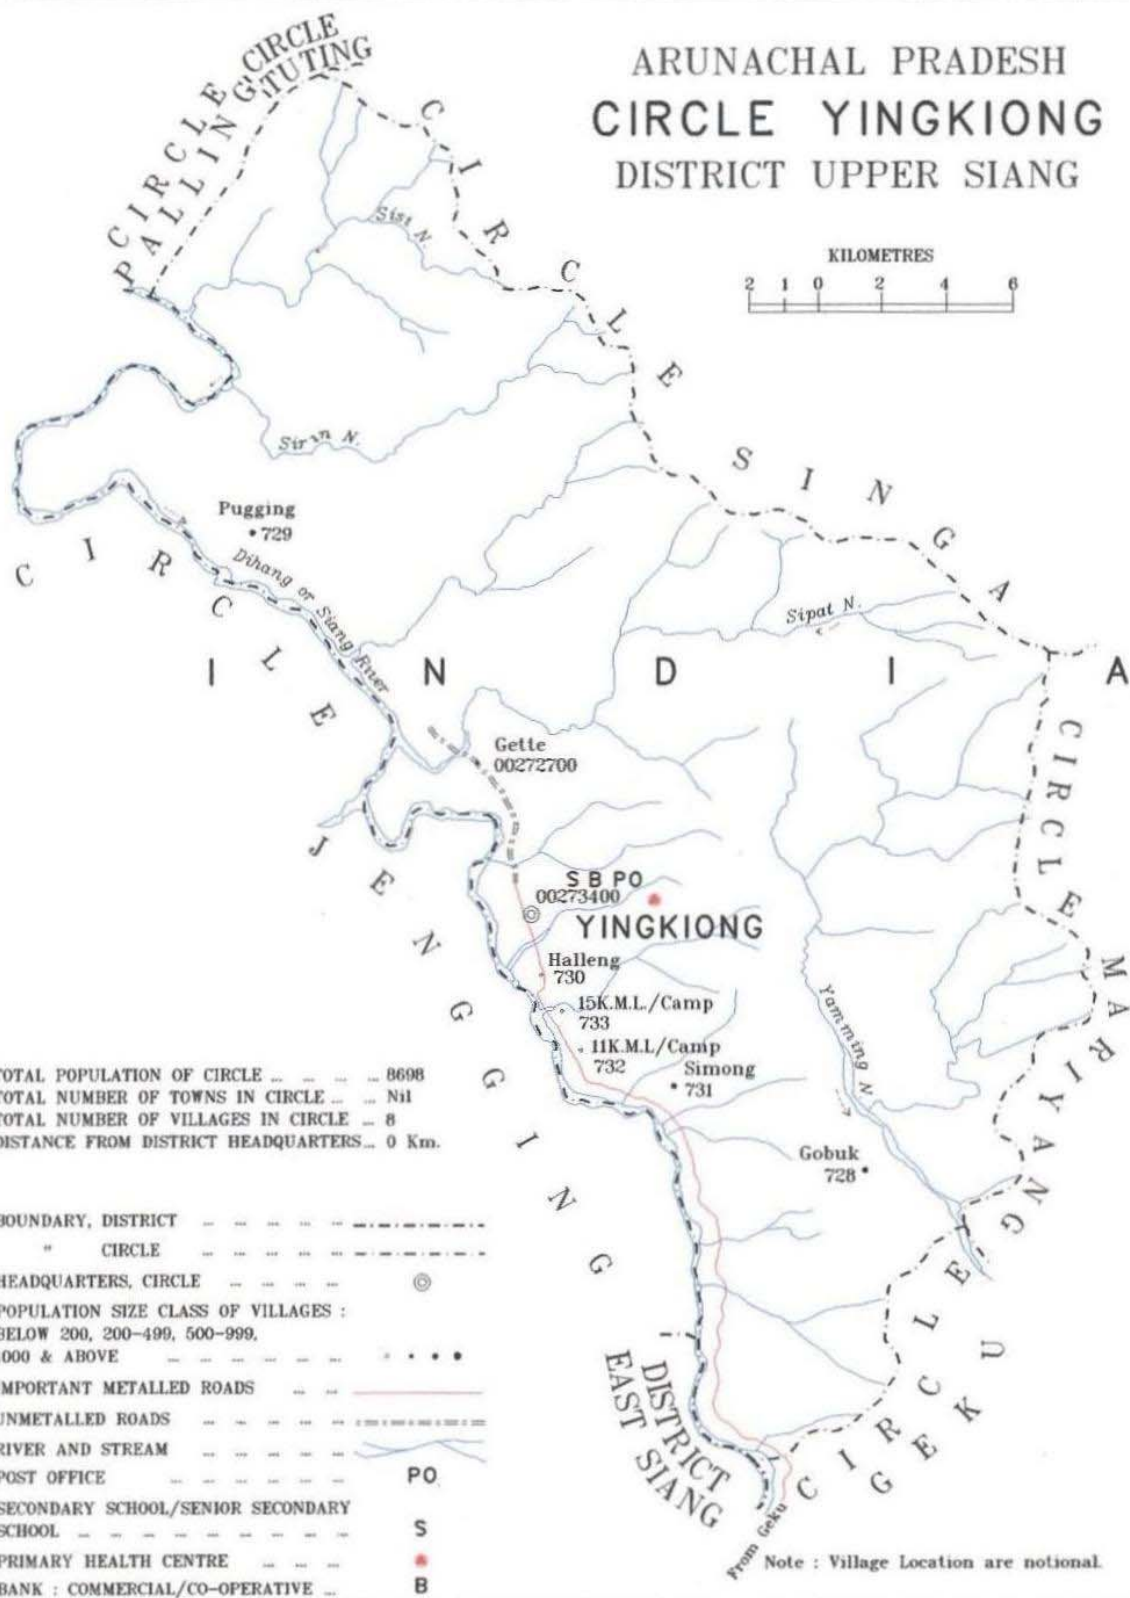 ARUNACHAL PRADESH
CIRCLE YINGKIONG
DISTRICT UPPER SIANG
KILOMETRES
2 1 0 2 4 6
CIRCLE
TUTING
CIRCLE
PALLING
CIRCLE SINGA
Sist N.
Sirin N.
Pugging
729
Dihang or Siang River
Sipat N.
INDIA
CIRCLE JENGGING
CIRCLE MARIYANG
Gette
00272700
S B PO
00273400
YINGKIONG
Halleng
730
15K.M.L./Camp
733
11K.M.L/Camp
732
Simong
731
Yamming N
Gobuk
728
CIRCLE GEKU
DISTRICT
EAST SIANG
From Geku
TOTAL POPULATION OF CIRCLE ... ... ... ... 8698
TOTAL NUMBER OF TOWNS IN CIRCLE ... ... Nil
TOTAL NUMBER OF VILLAGES IN CIRCLE ... 8
DISTANCE FROM DISTRICT HEADQUARTERS... 0 Km.
BOUNDARY, DISTRICT ... ... ... ... ...
" CIRCLE ... ... ... ... ...
HEADQUARTERS, CIRCLE ... ... ... ...
POPULATION SIZE CLASS OF VILLAGES :
BELOW 200, 200-499, 500-999,
000 & ABOVE ... ... ... ... ... ...
IMPORTANT METALLED ROADS ... ...
UNMETALLED ROADS ... ... ... ... ...
RIVER AND STREAM ... ... ... ... ...
POST OFFICE ... ... ... ... ... ... PO
SECONDARY SCHOOL/SENIOR SECONDARY
SCHOOL ... ... ... ... ... ... ... ... S
PRIMARY HEALTH CENTRE ... ... ...
BANK : COMMERCIAL/CO-OPERATIVE ... B
Note : Village Location are notional.